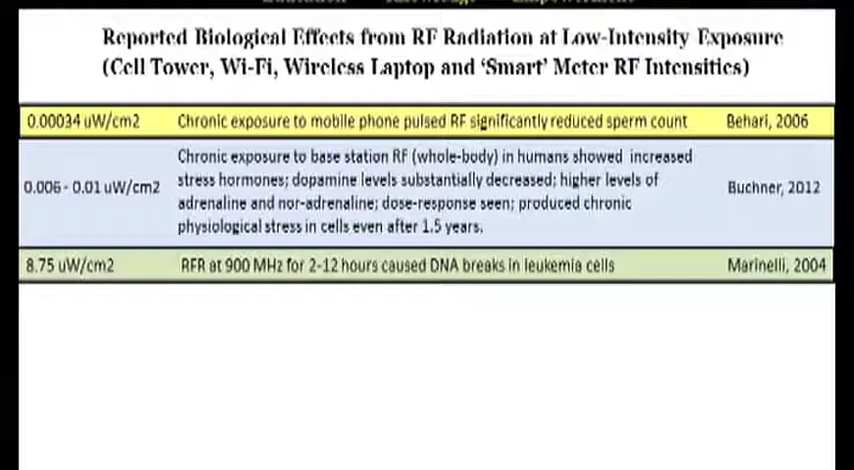 Reported Biological Effects from RF Radiation at Low-Intensity Exposure
(Cell Tower, Wi-Fi, Wireless Laptop and ‘Smart’ Meter RF Intensities)
0.00034 uW/cm2 Chronic exposure to mobile phone pulsed RF significantly reduced sperm count Behari, 2006
Chronic exposure to base station RF (whole-body) in humans showed increased
0.006 - 0.01 uW/cm2 stress hormones; dopamine levels substantially decreased; higher levels of Buchner, 2012
adrenaline and nor-adrenaline; dose-response seen; produced chronic
physiological stress in cells even after 1.5 years.
8.75 uW/cm2 RFR at 900 MHz for 2-12 hours caused DNA breaks in leukemia cells Marinelli, 2004